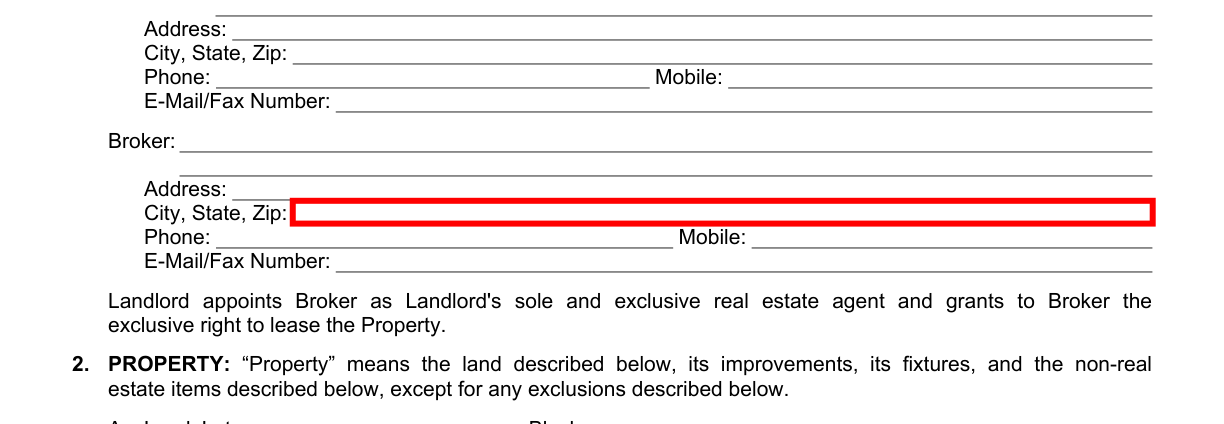 Address:
City, State, Zip:
Phone: Mobile:
E-Mail/Fax Number:
Broker:
Address:
City, State, Zip:
Phone: Mobile:
E-Mail/Fax Number:
Landlord appoints Broker as Landlord's sole and exclusive real estate agent and grants to Broker the
exclusive right to lease the Property.
2. PROPERTY: “Property” means the land described below, its improvements, its fixtures, and the non-real
estate items described below, except for any exclusions described below.